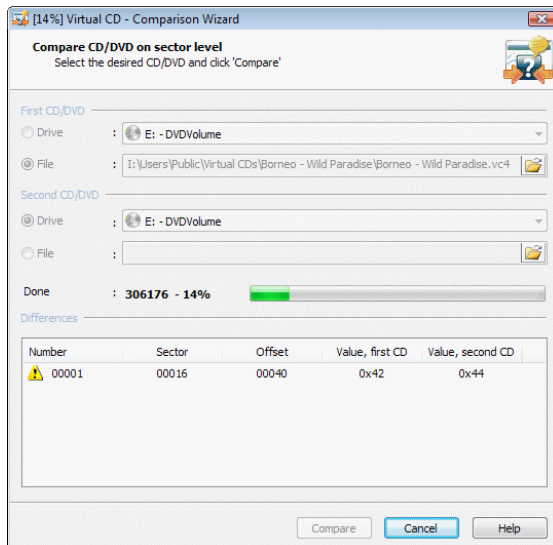 [14%] Virtual CD - Comparison Wizard
Compare CD/DVD on sector level
Select the desired CD/DVD and click 'Compare'
First CD/DVD
Drive : E: - DVDVolume
File : I:\Users\Public\Virtual CDs\Borneo - Wild Paradise\Borneo - Wild Paradise.vc4
Second CD/DVD
Drive : E: - DVDVolume
File :
Done : 306176 - 14%
Differences
Number Sector Offset Value, first CD Value, second CD
00001 00016 00040 0x42 0x44
Compare Cancel Help